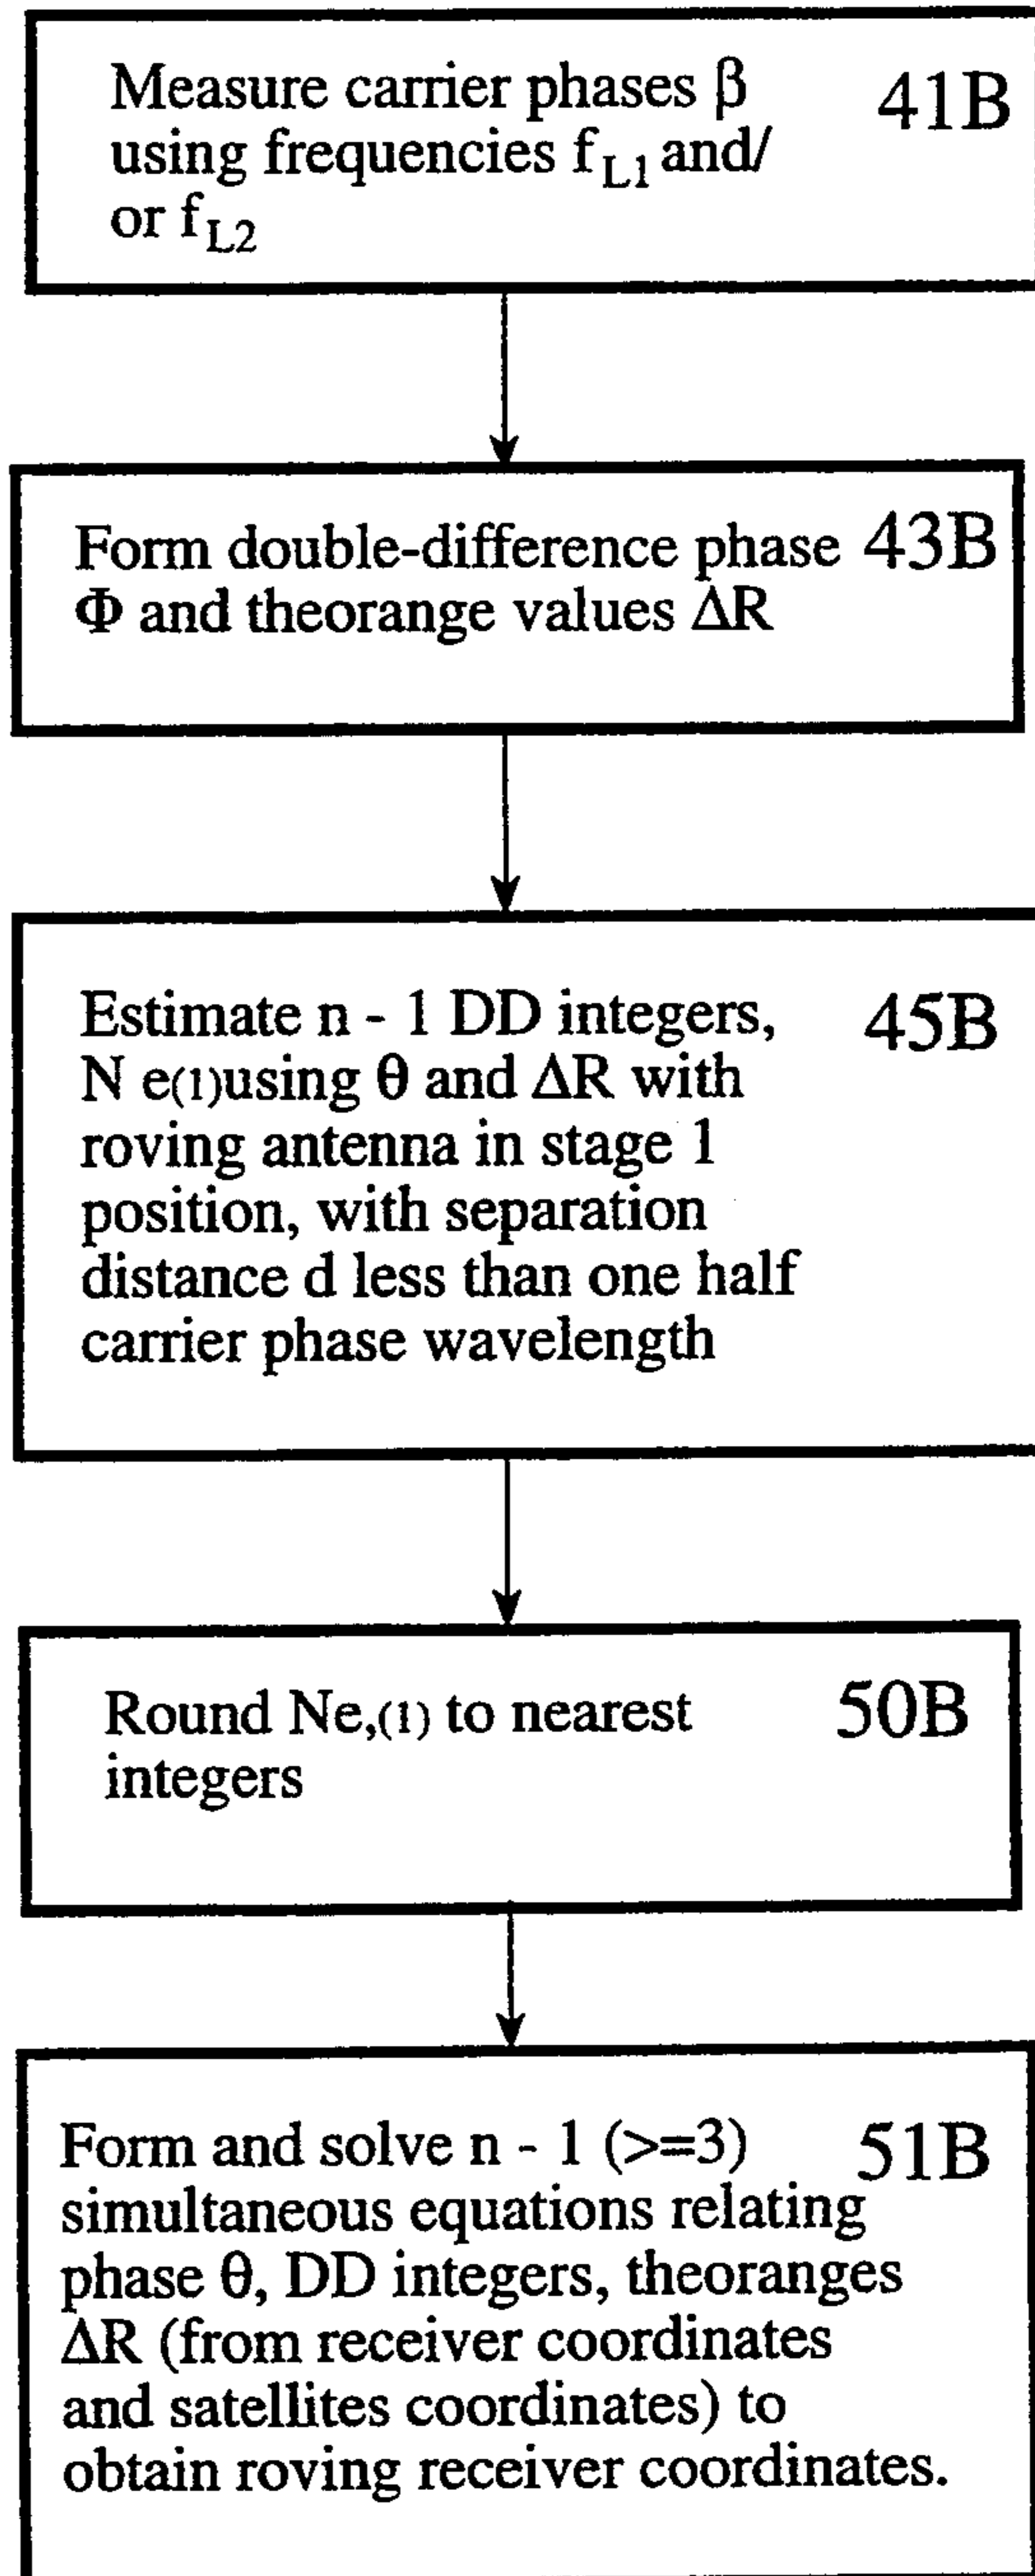 Measure carrier phases β 41B
using frequencies f_L1 and/
or f_L2
Form double-difference phase 43B
Φ and theorange values ΔR
Estimate n - 1 DD integers, 45B
N e(1)using θ and ΔR with
roving antenna in stage 1
position, with separation
distance d less than one half
carrier phase wavelength
Round Ne,(1) to nearest 50B
integers
Form and solve n - 1 (>=3) 51B
simultaneous equations relating
phase θ, DD integers, theoranges
ΔR (from receiver coordinates
and satellites coordinates) to
obtain roving receiver coordinates.